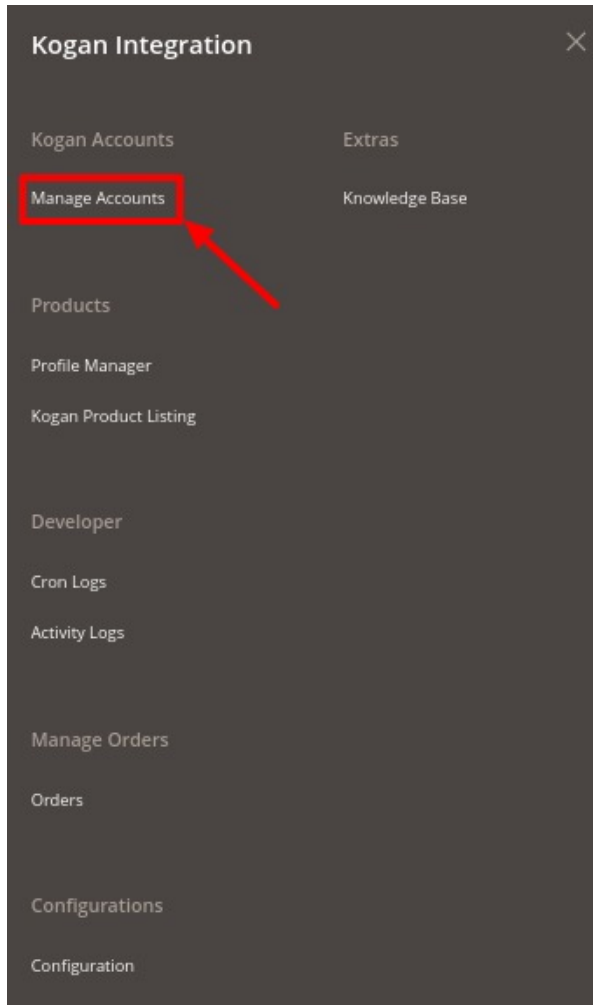 Kogan Integration
Kogan Accounts
Manage Accounts
Extras
Knowledge Base
Products
Profile Manager
Kogan Product Listing
Developer
Cron Logs
Activity Logs
Manage Orders
Orders
Configurations
Configuration